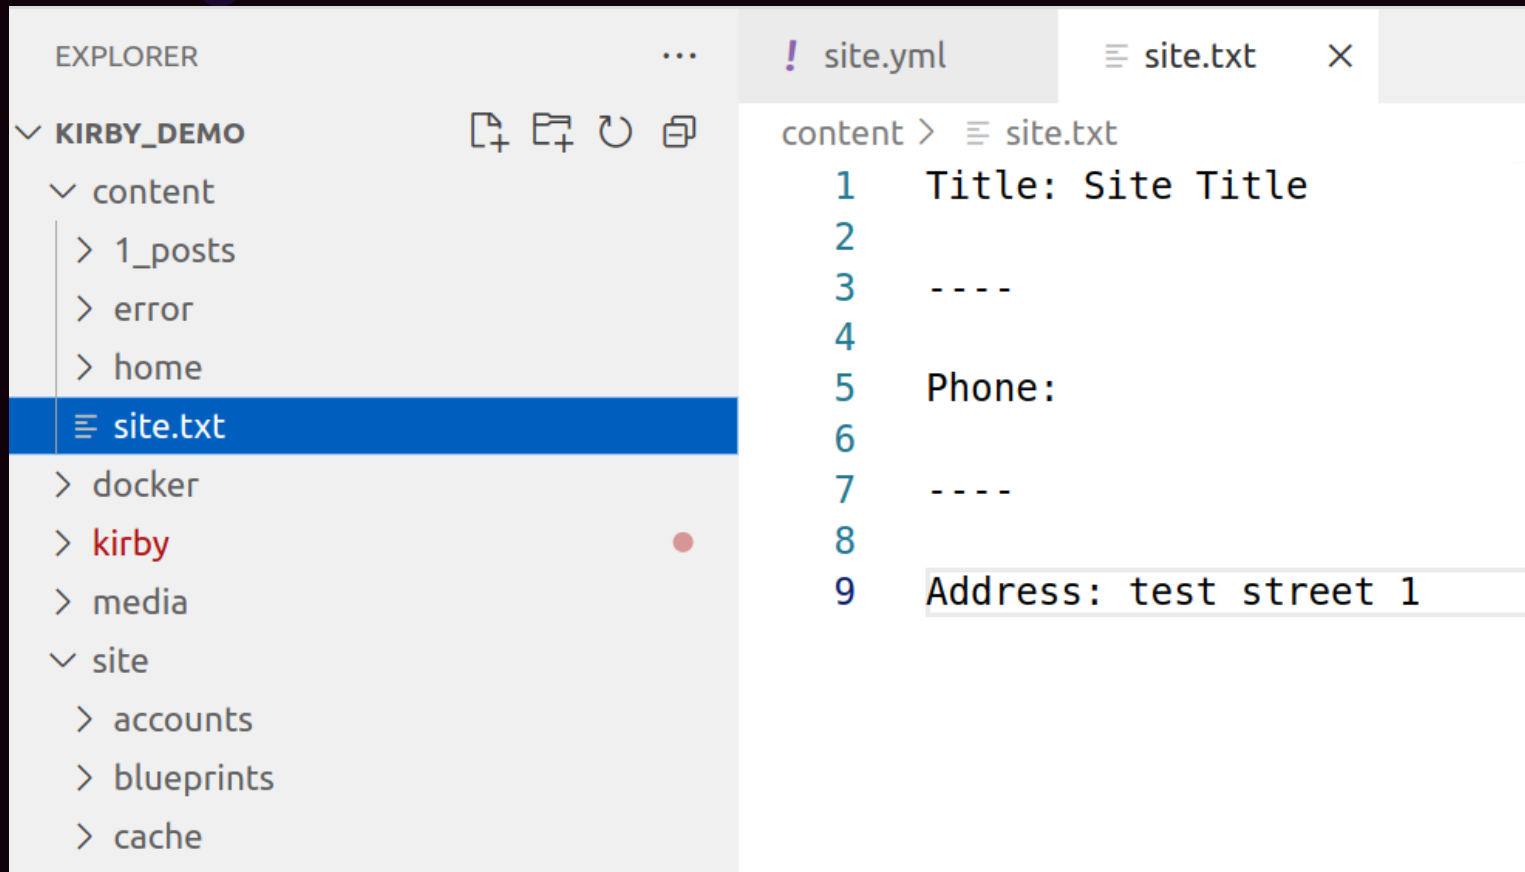 EXPLORER
KIRBY_DEMO
content
1_posts
error
home
site.txt
docker
kirby
media
site
accounts
blueprints
cache
! site.yml
site.txt
content > site.txt
1 Title: Site Title
2
3 ----
4
5 Phone:
6
7 ----
8
9 Address: test street 1